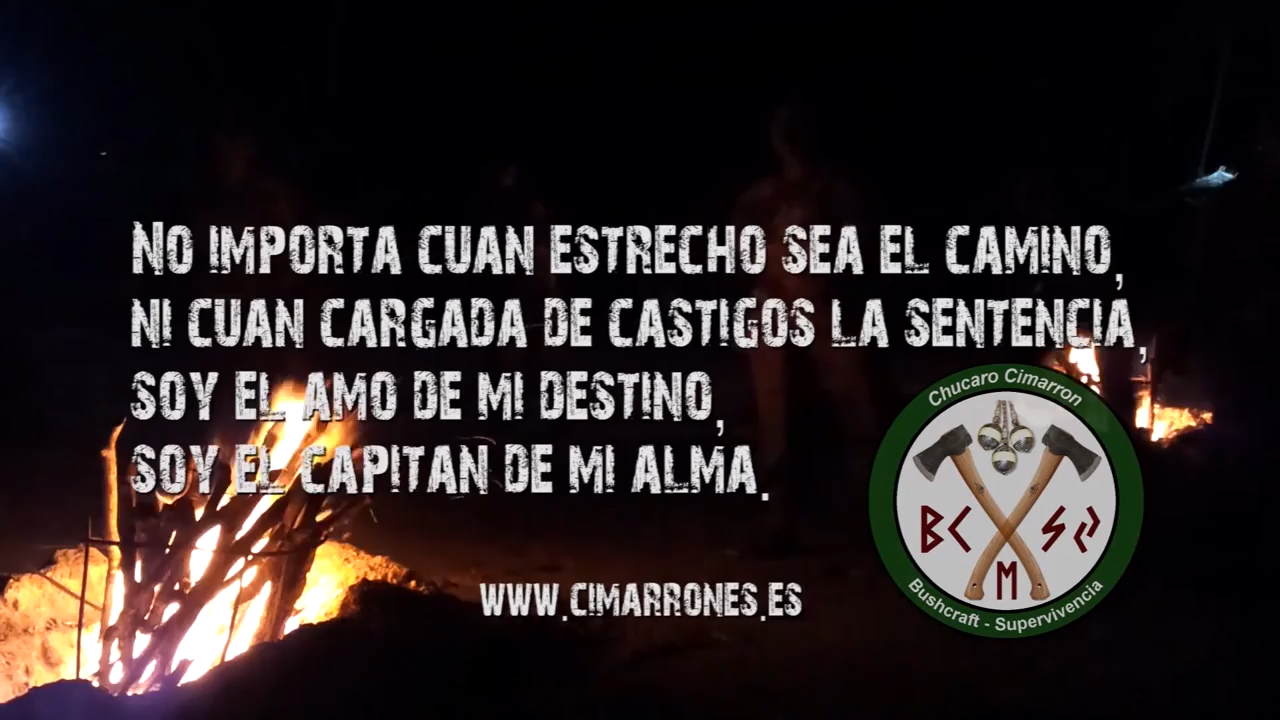 No importa cuan estrecho sea el camino,
ni cuan cargada de castigos la sentencia,
soy el amo de mi destino,
soy el capitan de mi alma.
Chucaro Cimarron
Bushcraft - Supervivencia
www.cimarrones.es